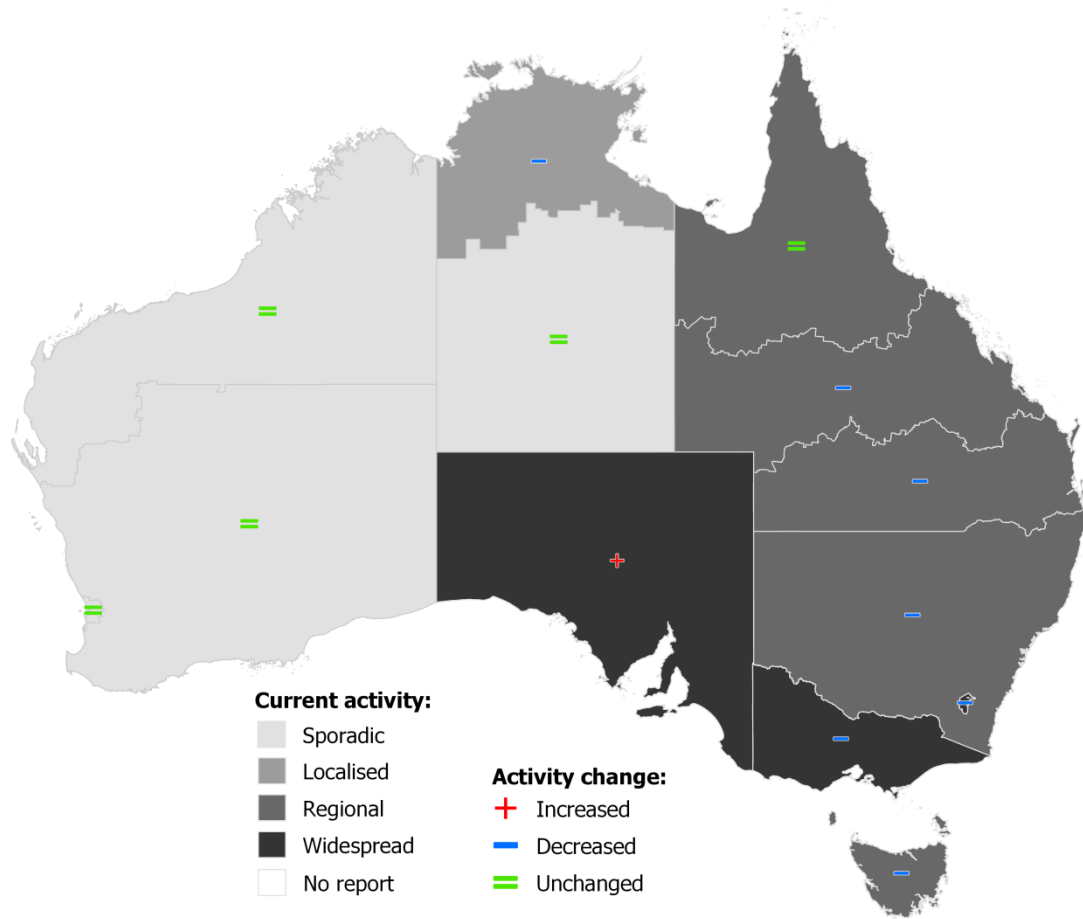 Current activity:
Sporadic
Localised
Regional
Widespread
No report
Activity change:
Increased
Decreased
Unchanged